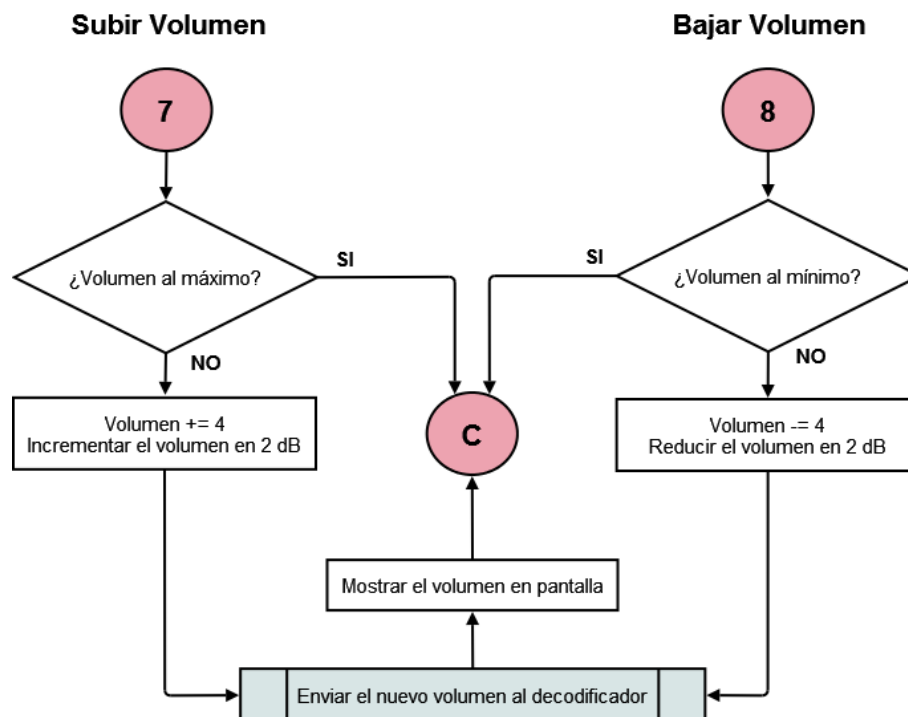 Subir Volumen
Bajar Volumen
7
8
¿Volumen al máximo?
SI
SI
¿Volumen al mínimo?
NO
NO
Volumen += 4
Incrementar el volumen en 2 dB
C
Volumen -= 4
Reducir el volumen en 2 dB
Mostrar el volumen en pantalla
Enviar el nuevo volumen al decodificador